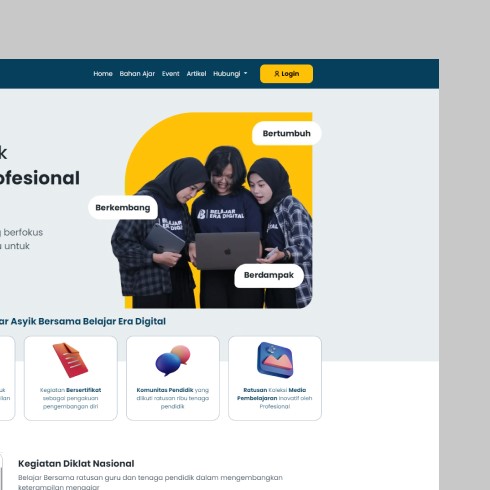 Home Bahan Ajar Event Artikel Hubungi Login
Bertumbuh
k
ofesional
Berkembang
BELAJAR
ERA DIGITAL
g berfokus
a untuk
Berdampak
ar Asyik Bersama Belajar Era Digital
Kegiatan Bersertifikat
sebagai pengakuan
pengembangan diri
Komunitas Pendidik yang
diikuti ratusan ribu tenaga
pendidik
Ratusan Koleksi Media
Pembelajaran Inovatif oleh
Profesional
Kegiatan Diklat Nasional
Belajar Bersama ratusan guru dan tenaga pendidik dalam mengembangkan
keterampilan mengajar